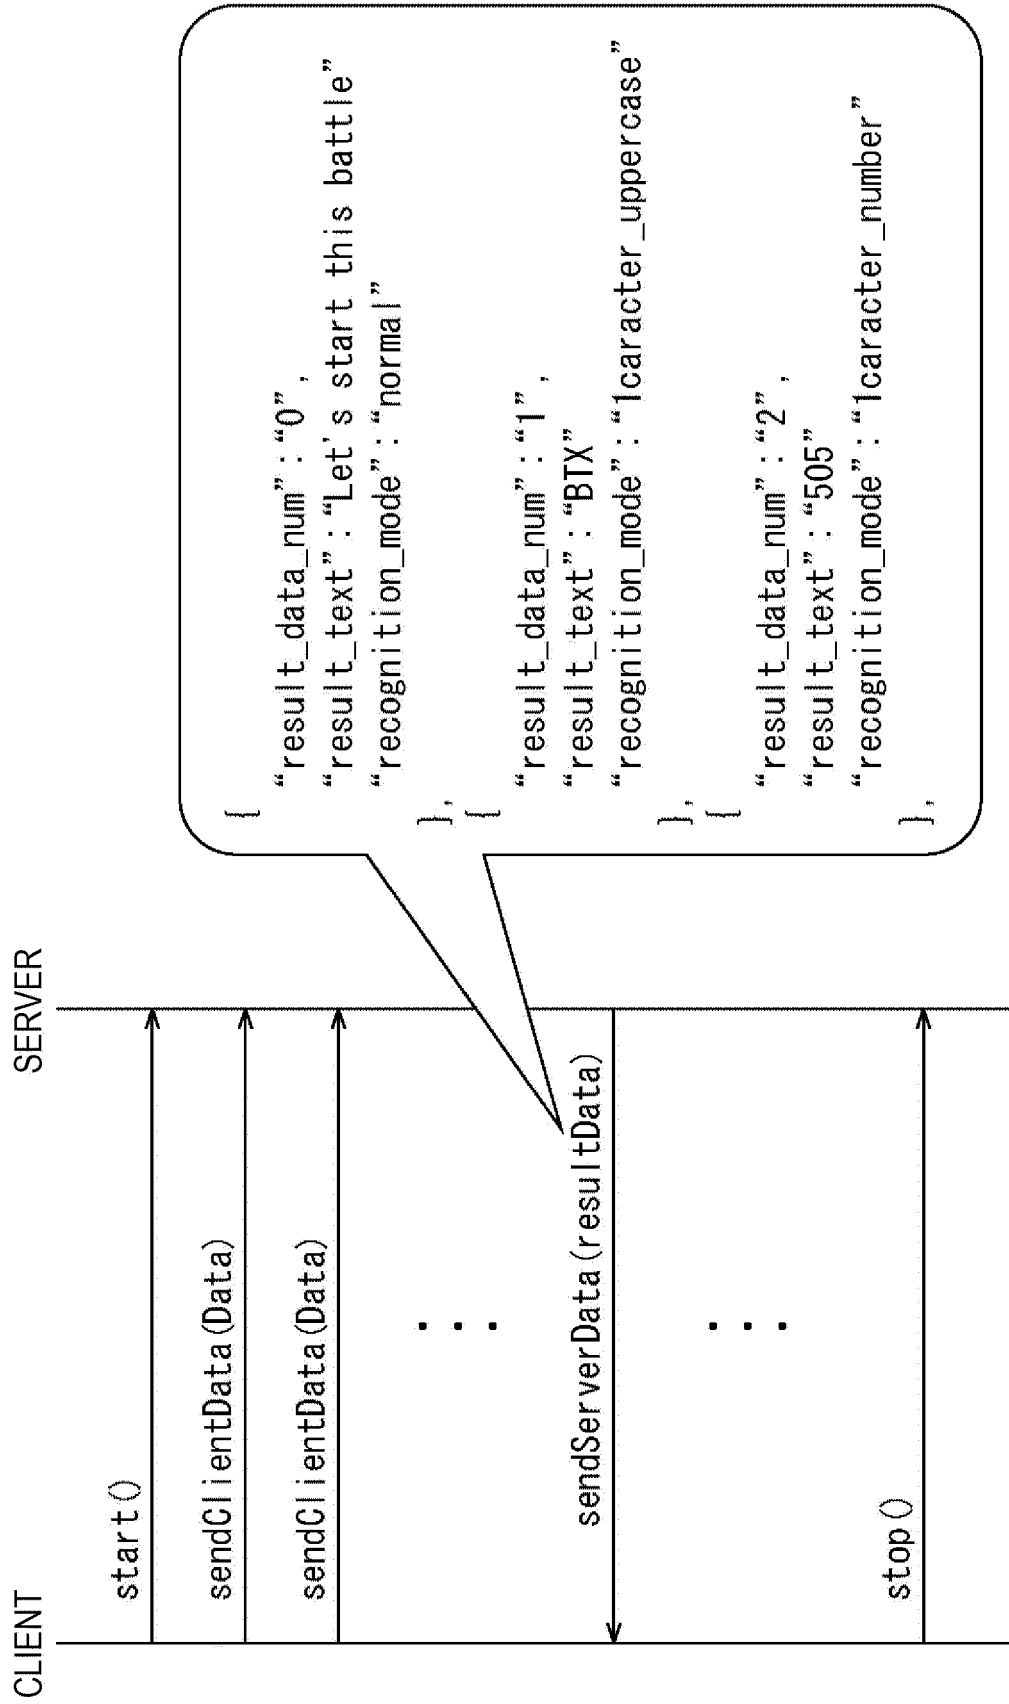 CLIENT
SERVER
start()
sendClientData(Data)
sendClientData(Data)
...
sendServerData(resultData)
...
stop()
{
“result_data_num”:“0”,
“result_text”:“Let's start this battle”
“recognition_mode”:“normal”
},{
“result_data_num”:“1”,
“result_text”:“BTX”
“recognition_mode”:“1caracter_uppercase”
},{
“result_data_num”:“2”,
“result_text”:“505”
“recognition_mode”:“1caracter_number”
},